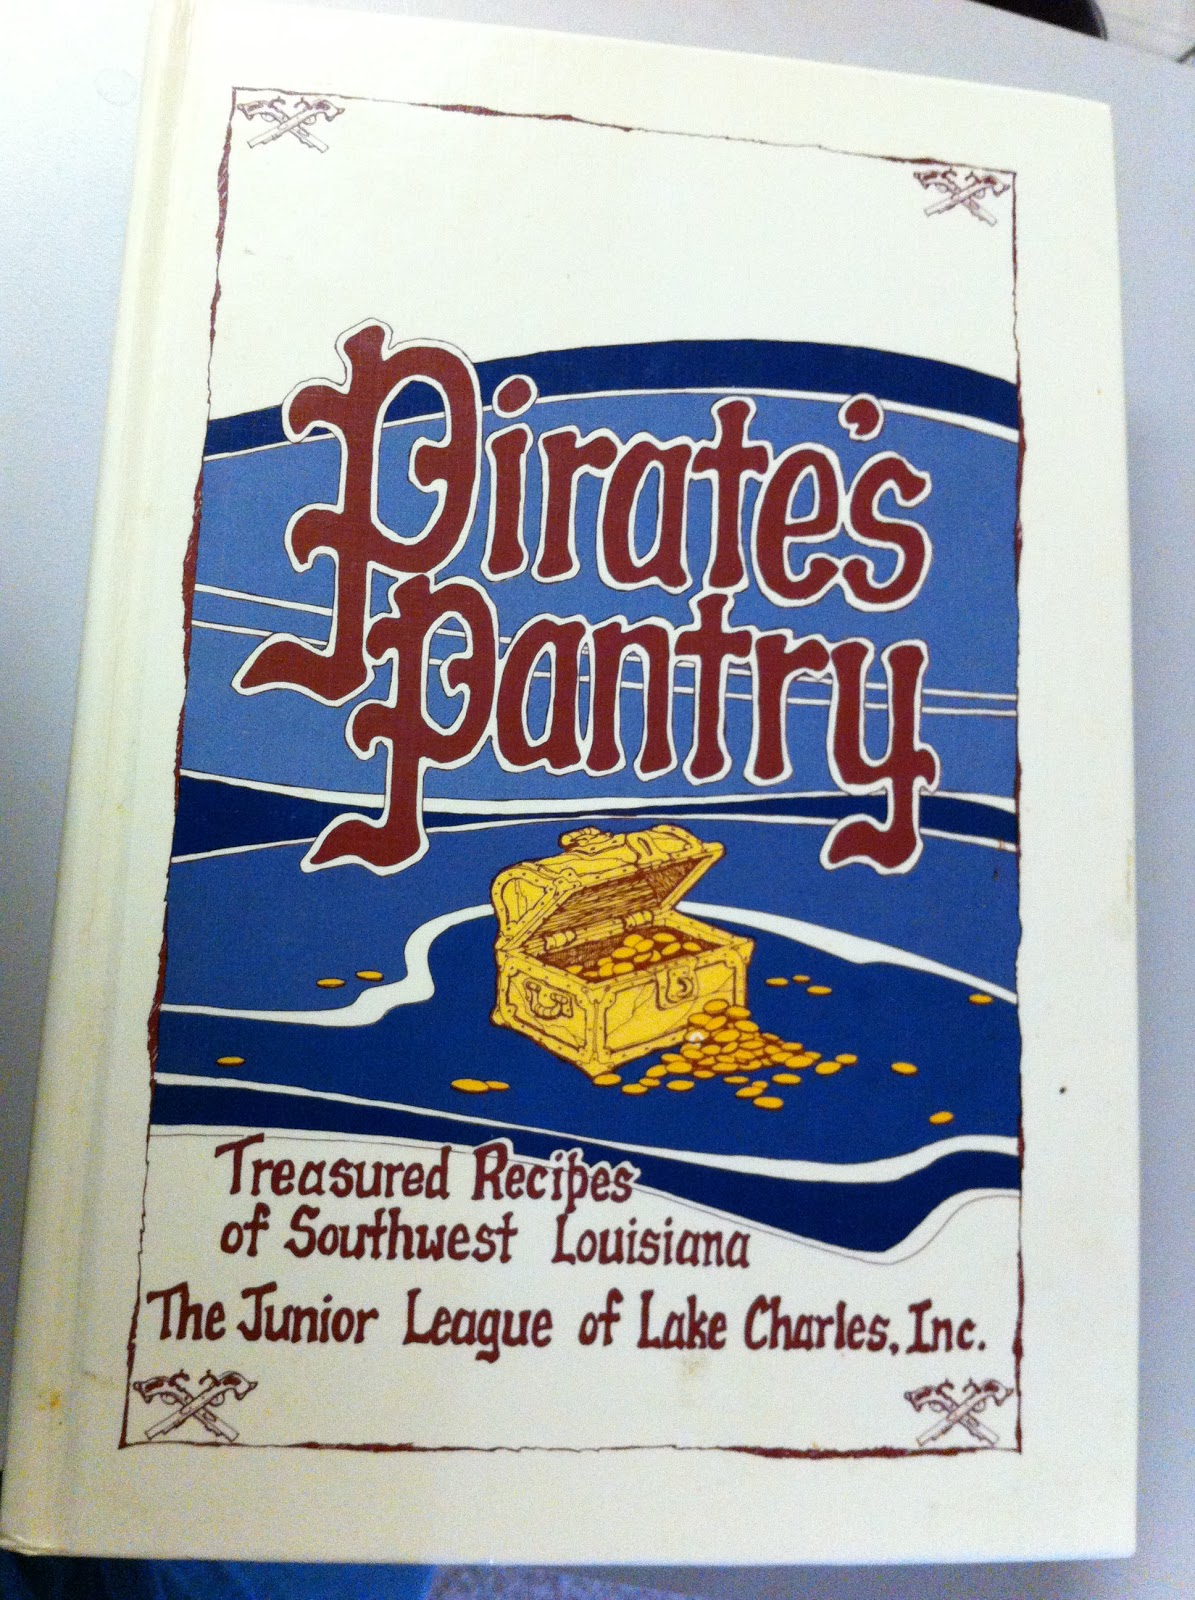 Pirate's
Pantry
Treasured Recipes
of Southwest Louisiana
The Junior League of Lake Charles, Inc.